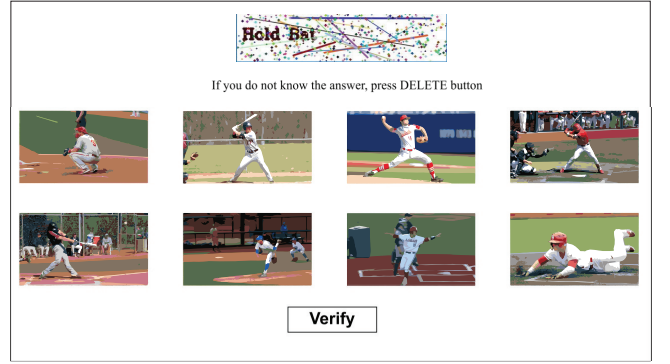 Hold Bat
If you do not know the answer, press DELETE button
Verify